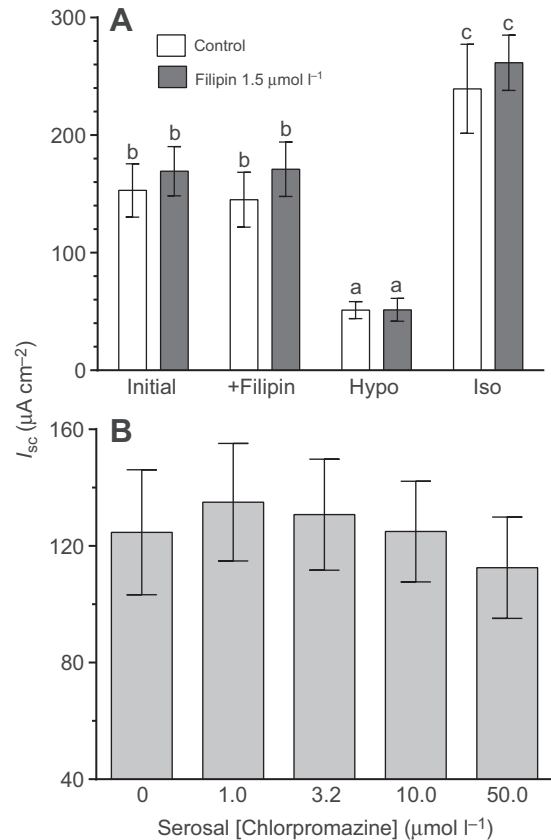 A
Control
Filipin 1.5 μmol l⁻¹
300
200
100
0
b
b
b
b
a
a
c
c
Initial
+Filipin
Hypo
Iso
Isc (μA cm⁻²)
B
160
120
80
40
0
1.0
3.2
10.0
50.0
Serosal [Chlorpromazine] (μmol l⁻¹)